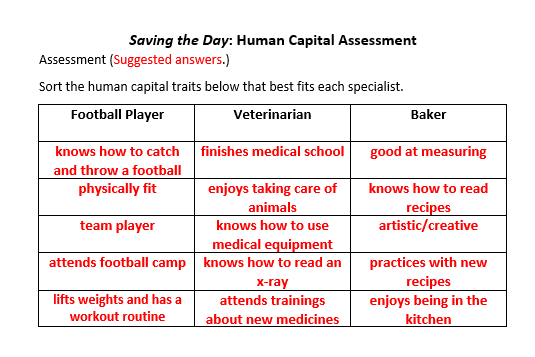 Saving the Day: Human Capital Assessment
Assessment (Suggested answers.)
Sort the human capital traits below that best fits each specialist.
Football Player Veterinarian Baker
knows how to catch and throw a football finishes medical school good at measuring
physically fit enjoys taking care of animals knows how to read recipes
team player knows how to use medical equipment artistic/creative
attends football camp knows how to read an x-ray practices with new recipes
lifts weights and has a workout routine attends trainings about new medicines enjoys being in the kitchen